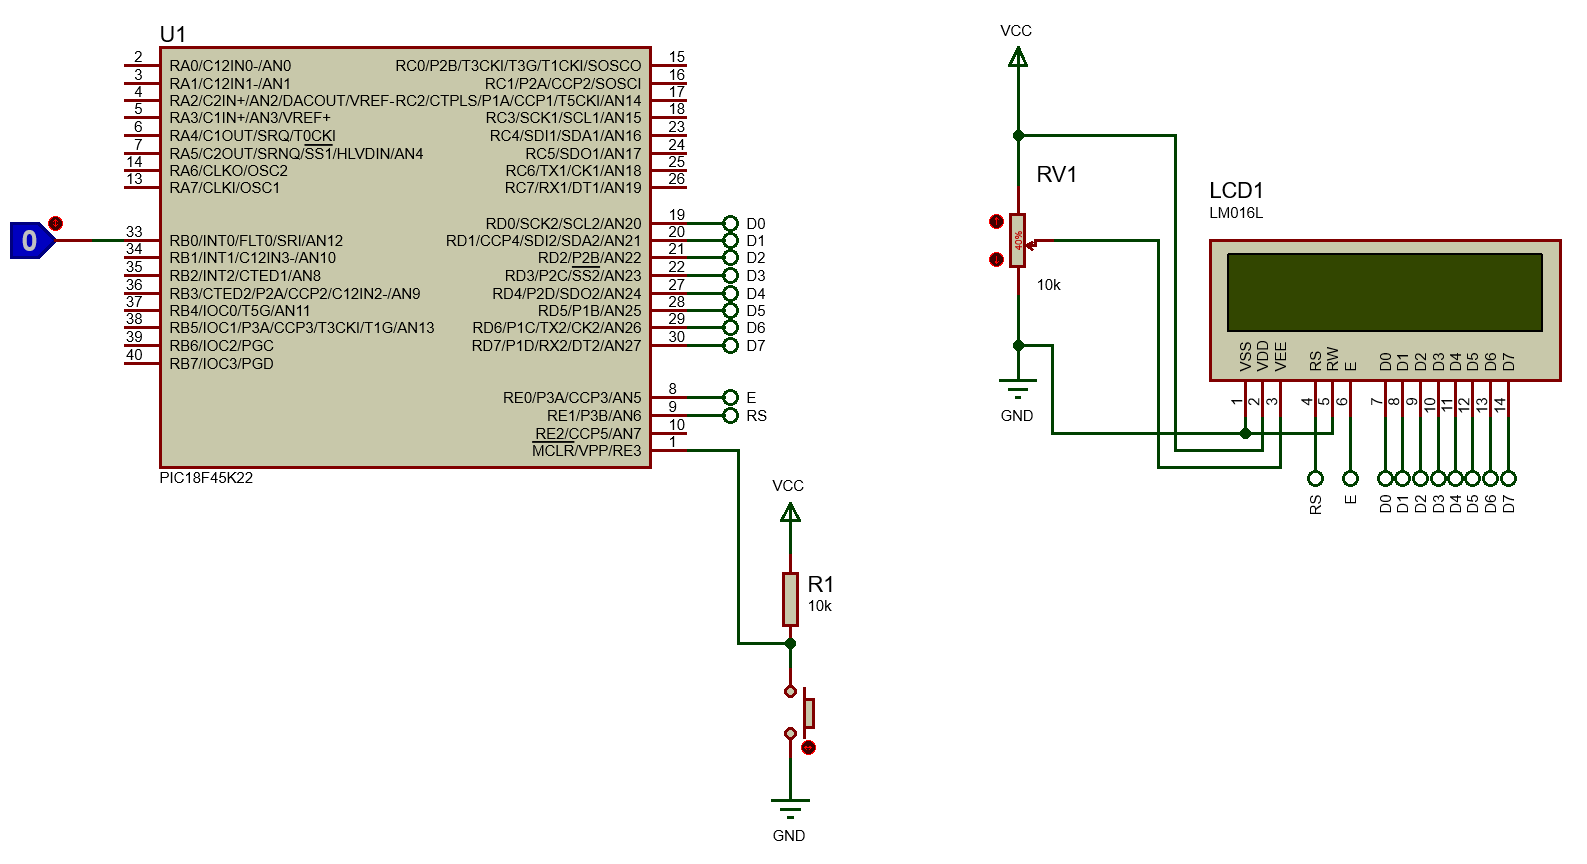 U1
2 RA0/C12IN0-/AN0
3 RA1/C12IN1-/AN1
4 RA2/C2IN+/AN2/DACOUT/VREF-
5 RA3/C1IN+/AN3/VREF+
6 RA4/C1OUT/SRQ/T0CKI
7 RA5/C2OUT/SRNQ/SS1/HLVDIN/AN4
14 RA6/CLKO/OSC2
13 RA7/CLKI/OSC1
0
33 RB0/INT0/FLT0/SRI/AN12
34 RB1/INT1/C12IN3-/AN10
35 RB2/INT2/CTED1/AN8
36 RB3/CTED2/P2A/CCP2/C12IN2-/AN9
37 RB4/IOC0/T5G/AN11
38 RB5/IOC1/P3A/CCP3/T3CKI/T1G/AN13
39 RB6/IOC2/PGC
40 RB7/IOC3/PGD
RC0/P2B/T3CKI/T3G/T1CKI/SOSCO 15
RC1/P2A/CCP2/SOSCI 16
RC2/CTPLS/P1A/CCP1/T5CKI/AN14 17
RC3/SCK1/SCL1/AN15 18
RC4/SDI1/SDA1/AN16 23
RC5/SDO1/AN17 24
RC6/TX1/CK1/AN18 25
RC7/RX1/DT1/AN19 26
RD0/SCK2/SCL2/AN20 19 D0
RD1/CCP4/SDI2/SDA2/AN21 20 D1
RD2/P2B/AN22 21 D2
RD3/P2C/SS2/AN23 22 D3
RD4/P2D/SDO2/AN24 27 D4
RD5/P1B/AN25 28 D5
RD6/P1C/TX2/CK2/AN26 29 D6
RD7/P1D/RX2/DT2/AN27 30 D7
RE0/P3A/CCP3/AN5 8 E
RE1/P3B/AN6 9 RS
RE2/CCP5/AN7 10
MCLR/VPP/RE3 1
PIC18F45K22
VCC
R1
10k
GND
VCC
RV1
40%
10k
GND
LCD1
LM016L
VSS VDD VEE RS RW E D0 D1 D2 D3 D4 D5 D6 D7
1 2 3 4 5 6 7 8 9 10 11 12 13 14
RS E D0 D1 D2 D3 D4 D5 D6 D7